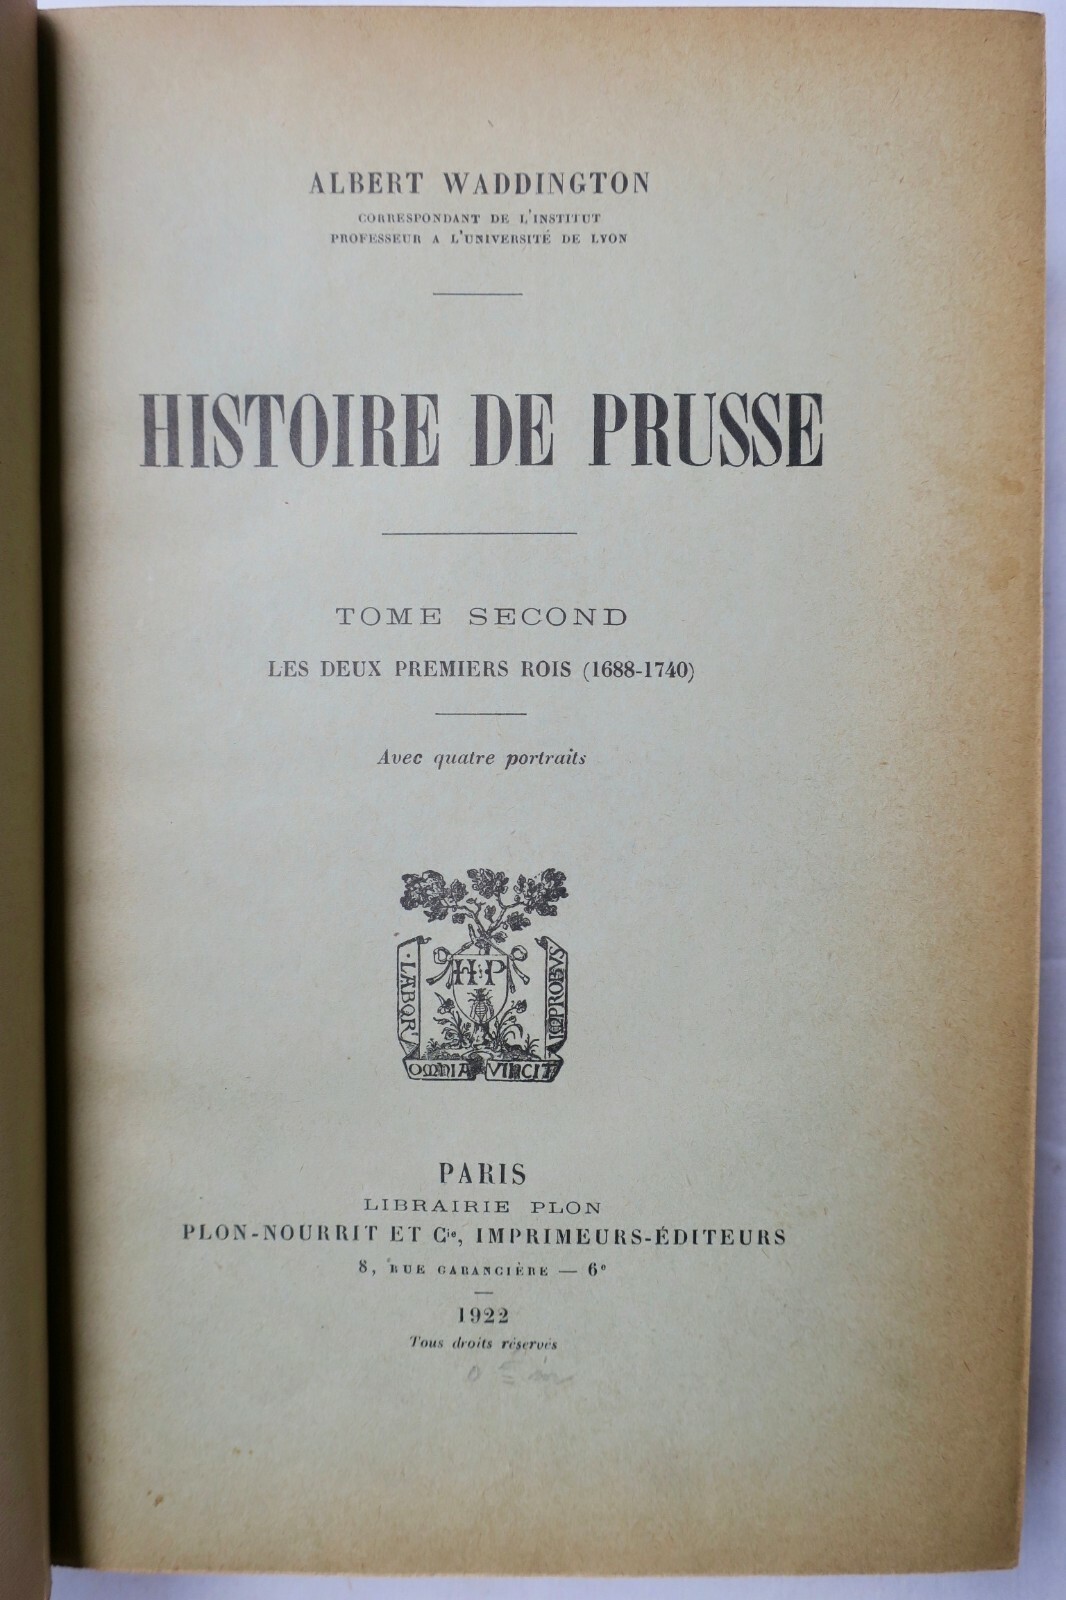 ALBERT WADDINGTON
CORRESPONDANT DE L'INSTITUT
PROFESSEUR A L'UNIVERSITÉ DE LYON
HISTOIRE DE PRUSSE
TOME SECOND
LES DEUX PREMIERS ROIS (1688-1740)
Avec quatre portraits
H P
LABOR
IMPROBVS
OMNIA VINCIT
PARIS
LIBRAIRIE PLON
PLON-NOURRIT ET Cie, IMPRIMEURS-ÉDITEURS
8, RUE GARANCIÈRE — 6e
1922
Tous droits réservés